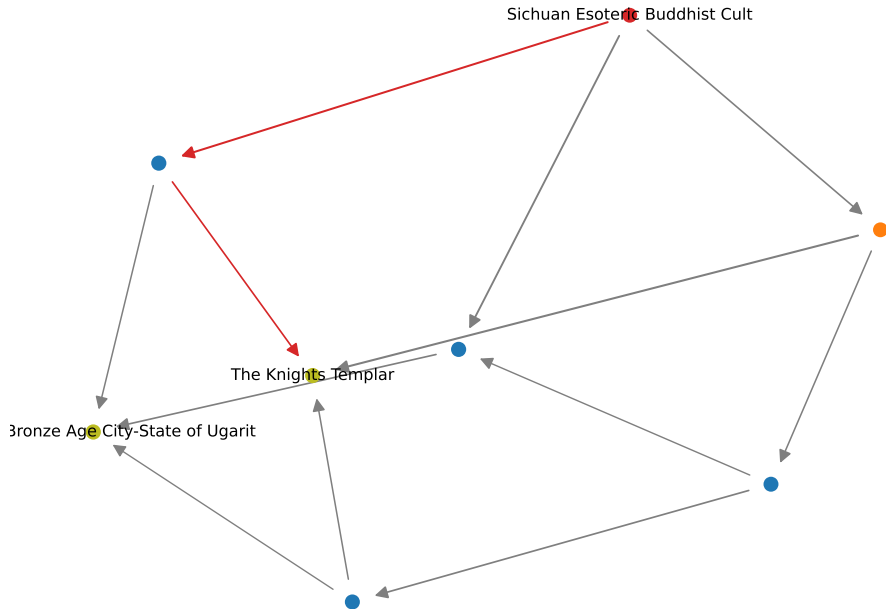 Sichuan Esoteric Buddhist Cult
The Knights Templar
Bronze Age City-State of Ugarit